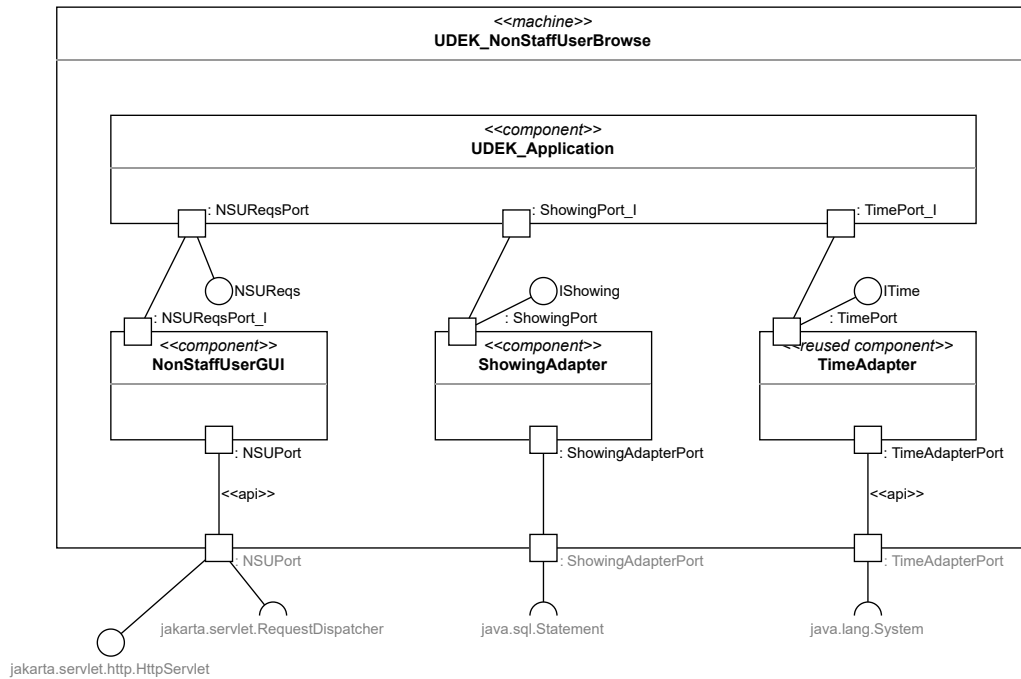 <<machine>>
UDEK_NonStaffUserBrowse
<<component>>
UDEK_Application
: NSUReqsPort
: ShowingPort_I
: TimePort_I
NSUReqs
IShowing
ITime
: NSUReqsPort_I
: ShowingPort
: TimePort
<<component>>
NonStaffUserGUI
<<component>>
ShowingAdapter
<<reused component>>
TimeAdapter
: NSUPort
: ShowingAdapterPort
: TimeAdapterPort
<<api>>
<<api>>
: NSUPort
: ShowingAdapterPort
: TimeAdapterPort
jakarta.servlet.RequestDispatcher
java.sql.Statement
java.lang.System
jakarta.servlet.http.HttpServlet